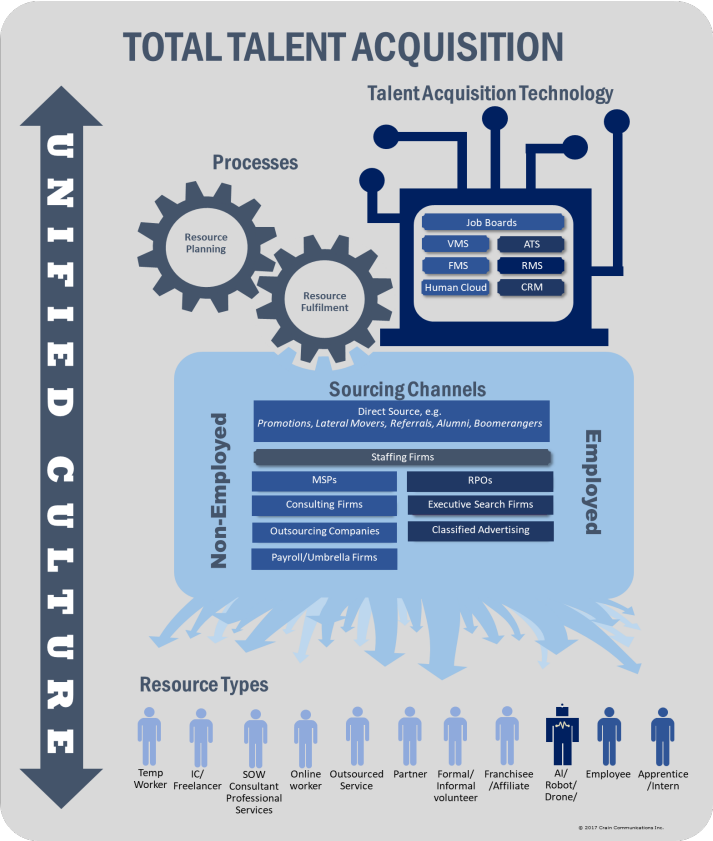 TOTAL TALENT ACQUISITION
UNIFIED CULTURE
Talent Acquisition Technology
Processes
Resource
Planning
Resource
Fulfilment
Job Boards
VMS
ATS
FMS
RMS
Human Cloud
CRM
Sourcing Channels
Non-Employed
Employed
Direct Source, e.g.
Promotions, Lateral Movers, Referrals, Alumni, Boomerangers
Staffing Firms
MSPs
RPOs
Consulting Firms
Executive Search Firms
Outsourcing Companies
Classified Advertising
Payroll/Umbrella Firms
Resource Types
Temp
Worker
IC/
Freelancer
SOW
Consultant
Professional
Services
Online
worker
Outsourced
Service
Partner
Formal/
Informal
volunteer
Franchisee
/Affiliate
AI/
Robot/
Drone/
Employee
Apprentice
/Intern
© 2017 Crain Communications Inc.